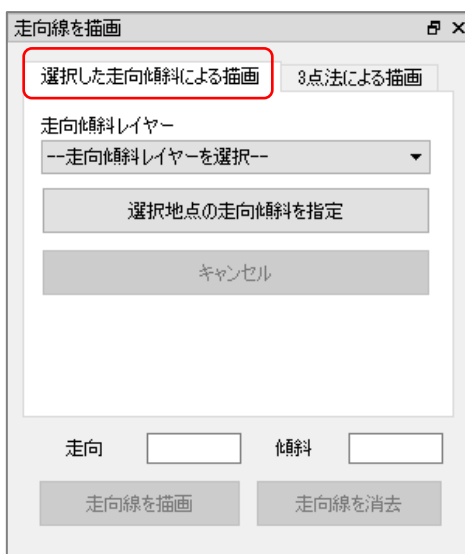 走向線を描画
選択した走向傾斜による描画
3点法による描画
走向傾斜レイヤー
--走向傾斜レイヤーを選択--
選択地点の走向傾斜を指定
キャンセル
走向
傾斜
走向線を描画
走向線を消去